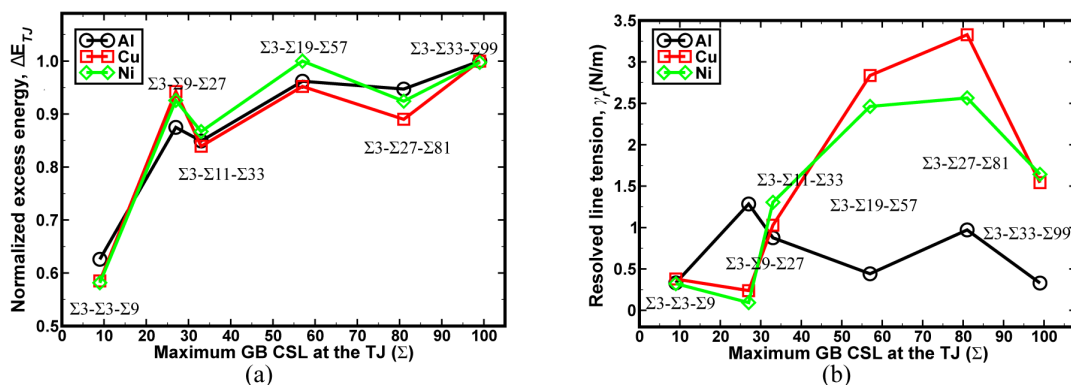 Normalized excess energy, ΔE_TJ
1.0
0.9
0.8
0.7
0.6
0.5
Al
Cu
Ni
Σ3-Σ19-Σ57
Σ3-Σ33-Σ99
Σ3-Σ9-Σ27
Σ3-Σ27-Σ81
Σ3-Σ11-Σ33
Σ3-Σ3-Σ9
0 10 20 30 40 50 60 70 80 90 100
Maximum GB CSL at the TJ (Σ)
(a)
Resolved line tension, γ_r(N/m)
3.5
3
2.5
2
1.5
1
0.5
0
Al
Cu
Ni
Σ3-Σ11-Σ33
Σ3-Σ27-Σ81
Σ3-Σ19-Σ57
Σ3-Σ33-Σ99
Σ3-Σ9-Σ27
Σ3-Σ3-Σ9
0 10 20 30 40 50 60 70 80 90 100
Maximum GB CSL at the TJ (Σ)
(b)